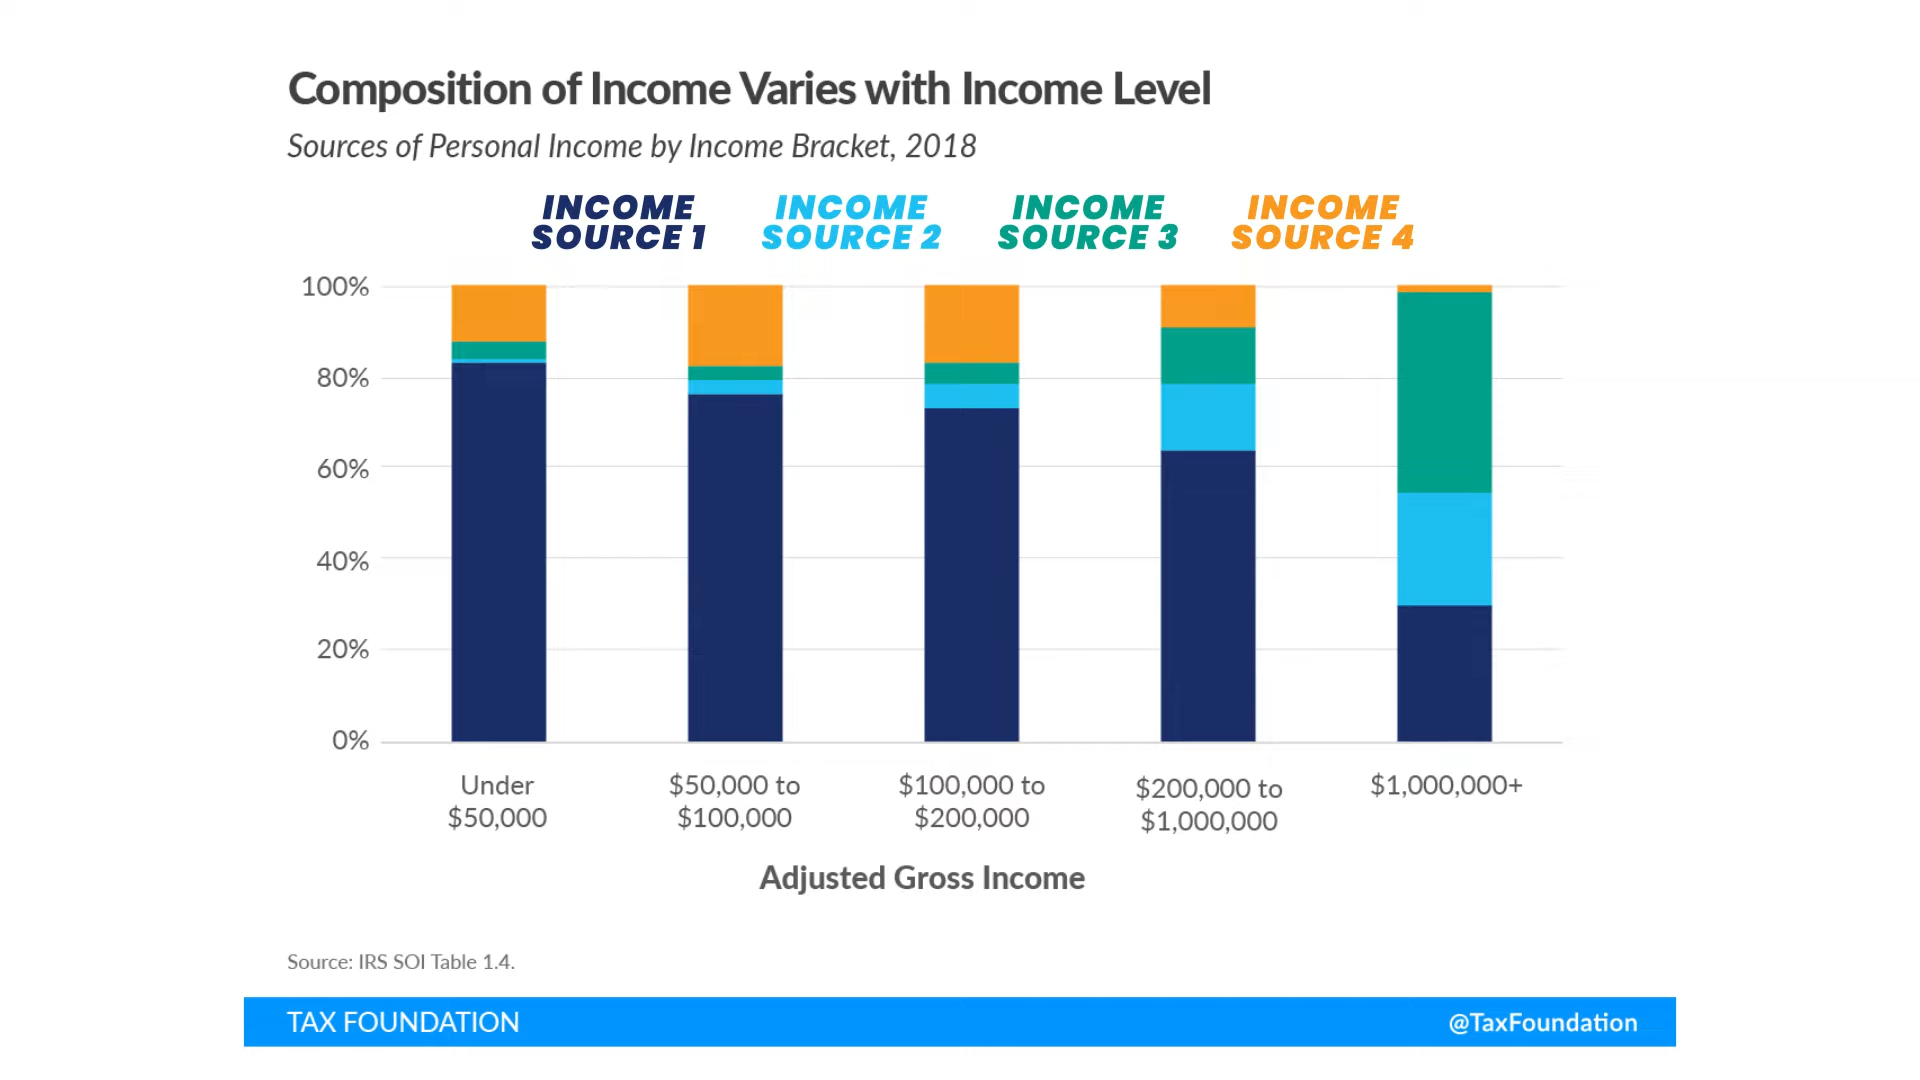 Composition of Income Varies with Income Level
Sources of Personal Income by Income Bracket, 2018
INCOME SOURCE 1
INCOME SOURCE 2
INCOME SOURCE 3
INCOME SOURCE 4
100%
80%
60%
40%
20%
0%
Under
$50,000
$50,000 to
$100,000
$100,000 to
$200,000
$200,000 to
$1,000,000
$1,000,000+
Adjusted Gross Income
Source: IRS SOI Table 1.4.
TAX FOUNDATION
@TaxFoundation